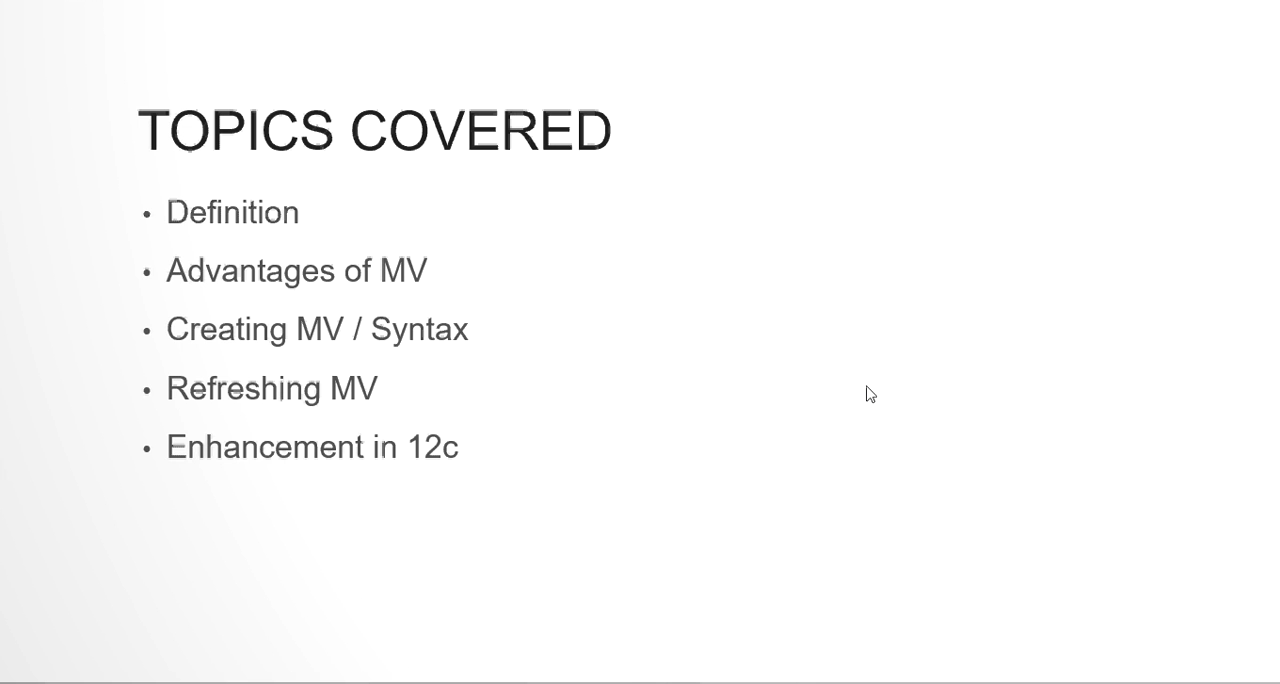 TOPICS COVERED
• Definition
• Advantages of MV
• Creating MV / Syntax
• Refreshing MV
• Enhancement in 12c